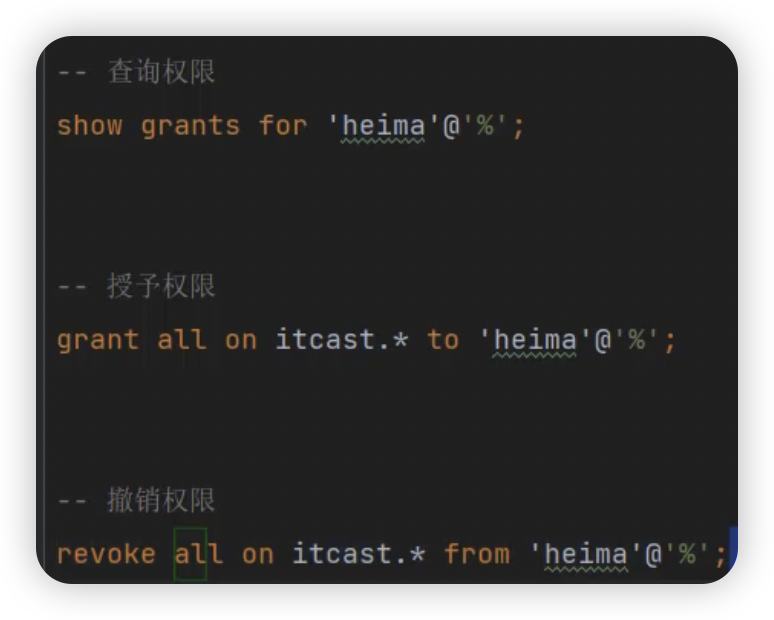 -- 查询权限
show grants for 'heima'@'%';
-- 授予权限
grant all on itcast.* to 'heima'@'%';
-- 撤销权限
revoke all on itcast.* from 'heima'@'%';